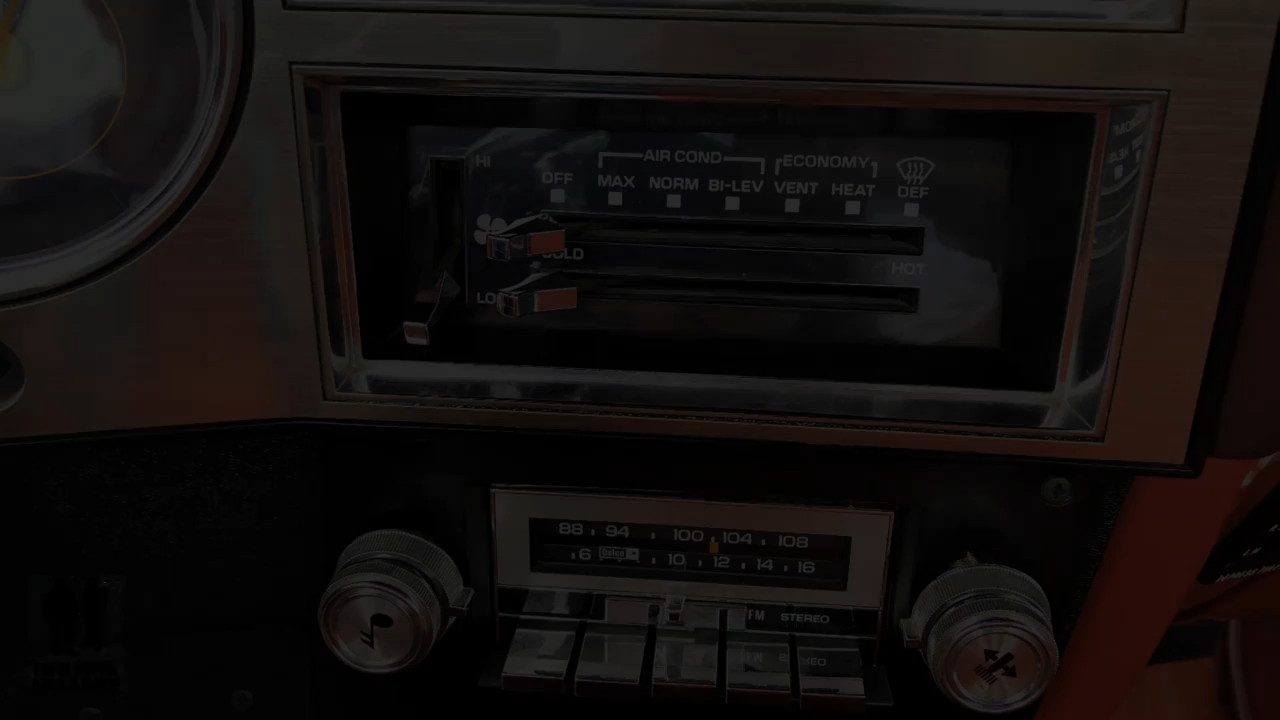 HI
AIR COND
ECONOMY
OFF MAX NORM BI-LEV VENT HEAT DEF
HOT
LO
88 94 100 104 108
6 10 12 14 16
FM STEREO